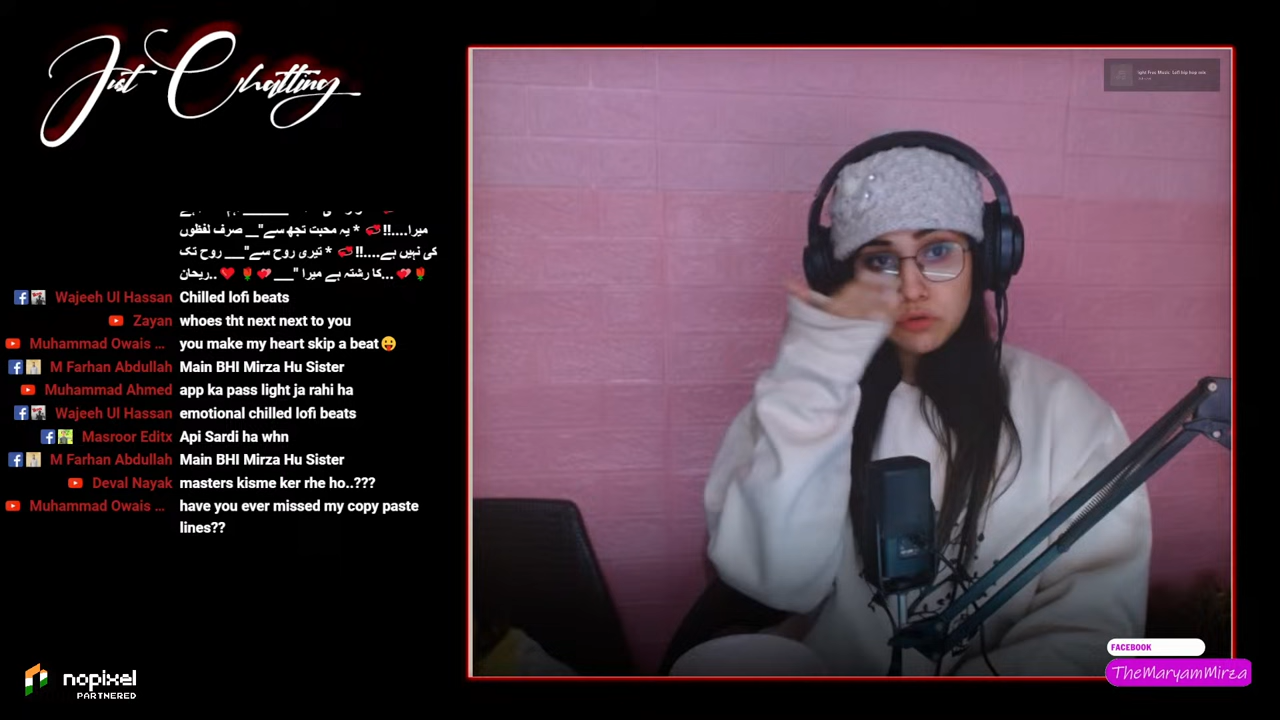 Just Chatting
میرا....!! * یہ محبت تجھ سے"__ صرف لفظوں
کی نہیں ہے....!! * تیری روح سے"___ روح تک
کا رشتہ ہے میرا "___ ..ریحان...
Wajeeh Ul Hassan Chilled lofi beats
Zayan whoes tht next next to you
Muhammad Owais ... you make my heart skip a beat😜
M Farhan Abdullah Main BHI Mirza Hu Sister
Muhammad Ahmed app ka pass light ja rahi ha
Wajeeh Ul Hassan emotional chilled lofi beats
Masroor Editx Api Sardi ha whn
M Farhan Abdullah Main BHI Mirza Hu Sister
Deval Nayak masters kisme ker rhe ho..???
Muhammad Owais ... have you ever missed my copy paste
lines??
nopixel
PARTNERED
FACEBOOK
TheMaryamMirza